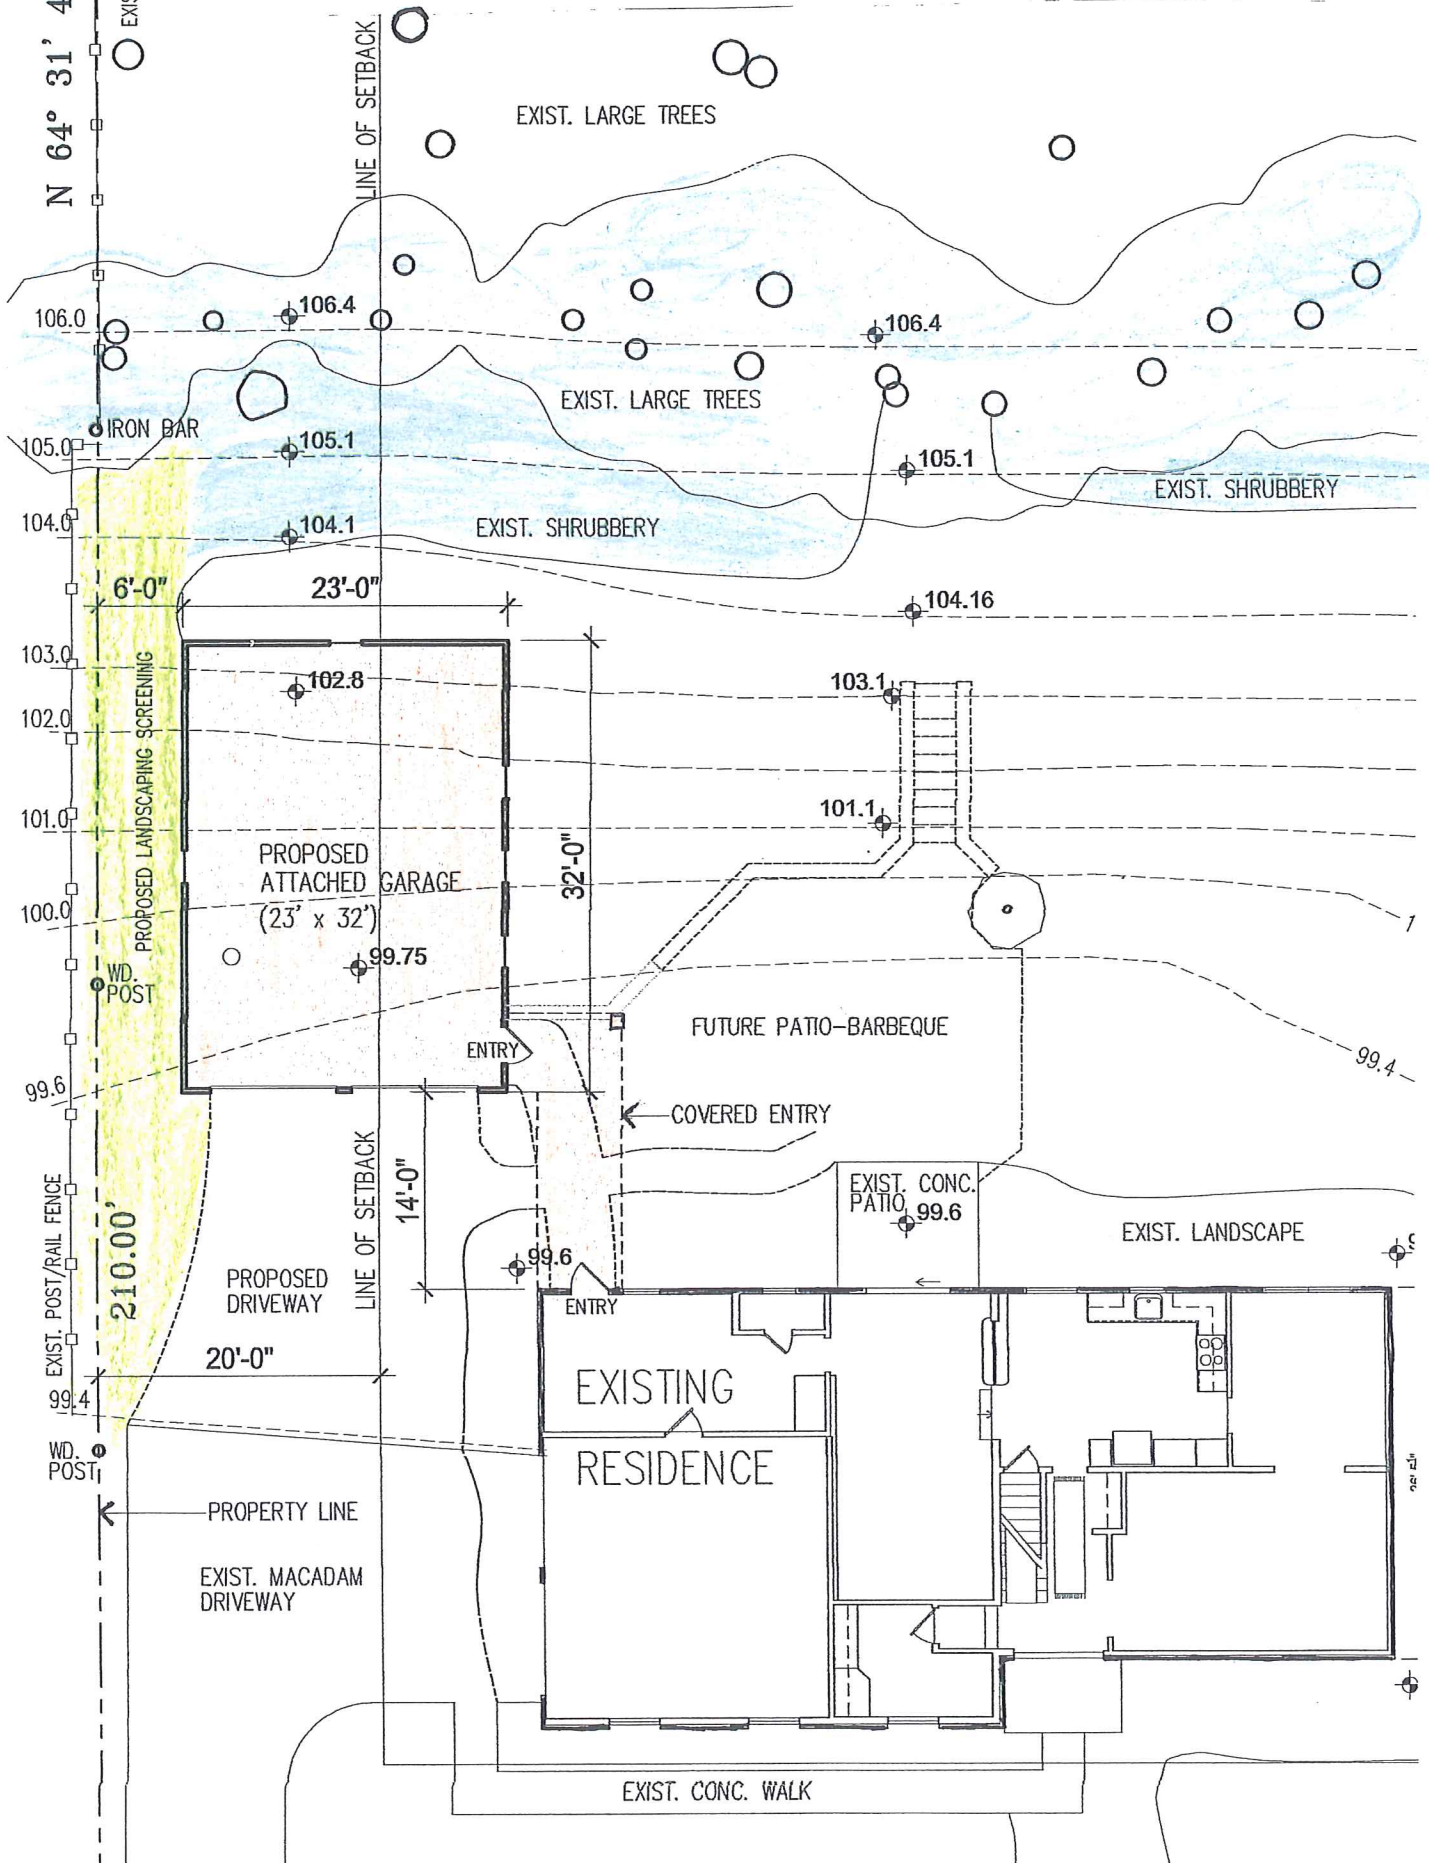 N 64° 31' 4
EXIS
LINE OF SETBACK
EXIST. LARGE TREES
106.0
106.4
106.4
EXIST. LARGE TREES
IRON BAR
105.0
105.1
105.1
EXIST. SHRUBBERY
104.0
104.1
EXIST. SHRUBBERY
6'-0"
23'-0"
104.16
103.0
102.8
103.1
102.0
PROPOSED LANDSCAPING SCREENING
101.0
101.1
PROPOSED
ATTACHED GARAGE
(23' x 32')
32'-0"
100.0
1
99.75
WD.
POST
FUTURE PATIO-BARBEQUE
ENTRY
99.4
99.6
COVERED ENTRY
EXIST. POST/RAIL FENCE
210.00'
LINE OF SETBACK
14'-0"
EXIST. CONC.
PATIO
99.6
EXIST. LANDSCAPE
99.6
PROPOSED
DRIVEWAY
ENTRY
20'-0"
EXISTING
RESIDENCE
99.4
WD.
POST
PROPERTY LINE
EXIST. MACADAM
DRIVEWAY
EXIST. CONC. WALK